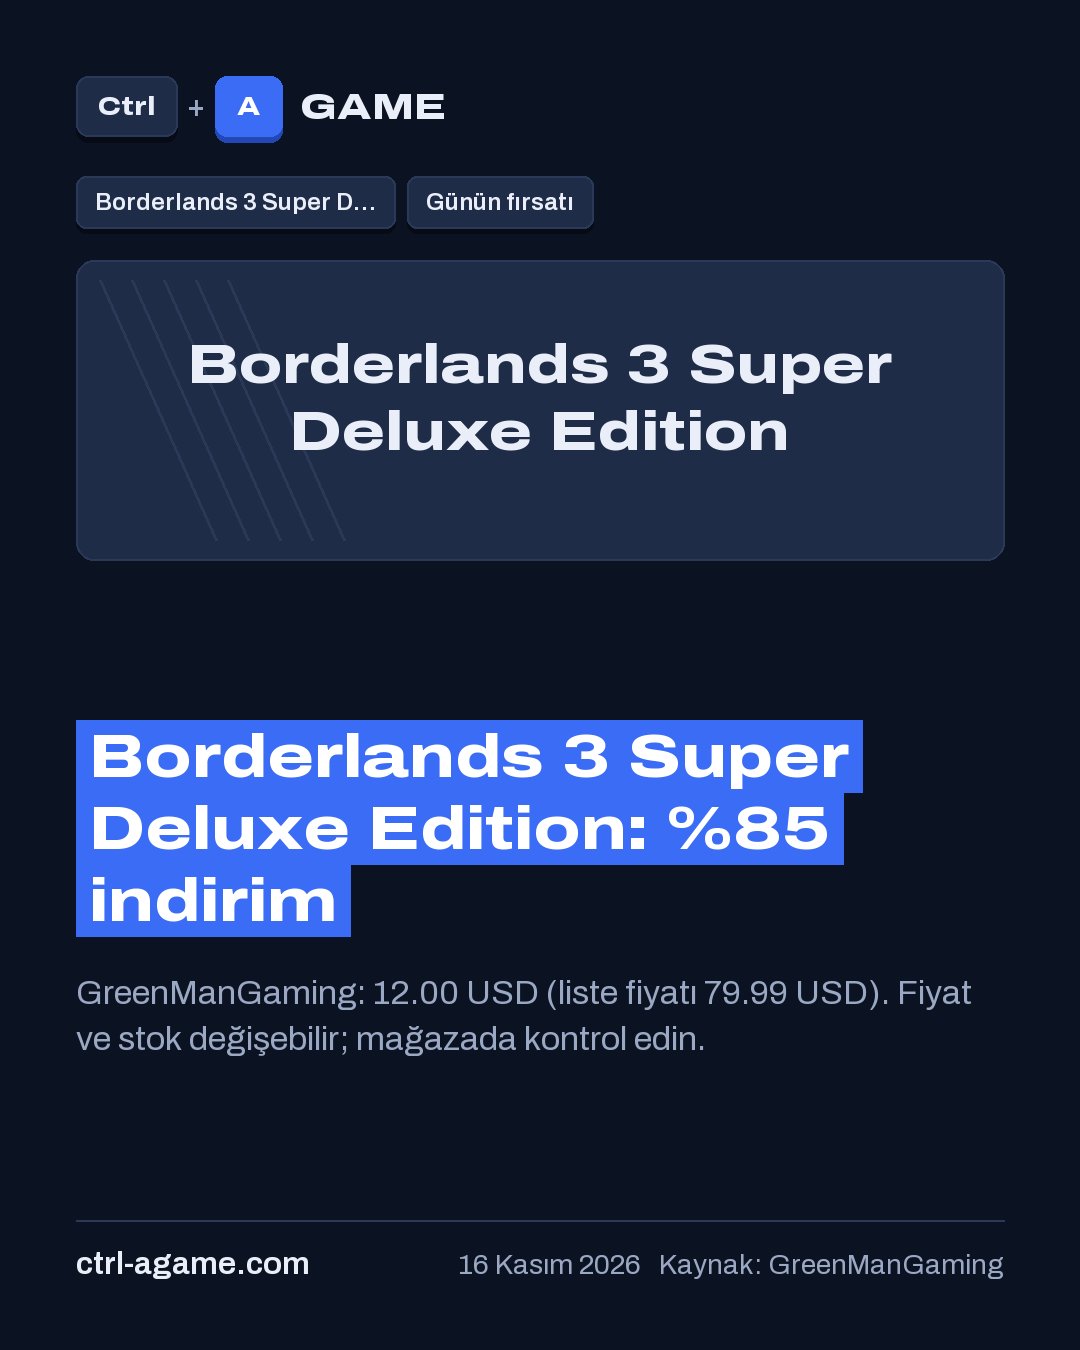 Ctrl + A GAME
Borderlands 3 Super D... Günün fırsatı
Borderlands 3 Super
Deluxe Edition
Borderlands 3 Super
Deluxe Edition: %85
indirim
GreenManGaming: 12.00 USD (liste fiyatı 79.99 USD). Fiyat
ve stok değişebilir; mağazada kontrol edin.
ctrl-agame.com 16 Kasım 2026 Kaynak: GreenManGaming